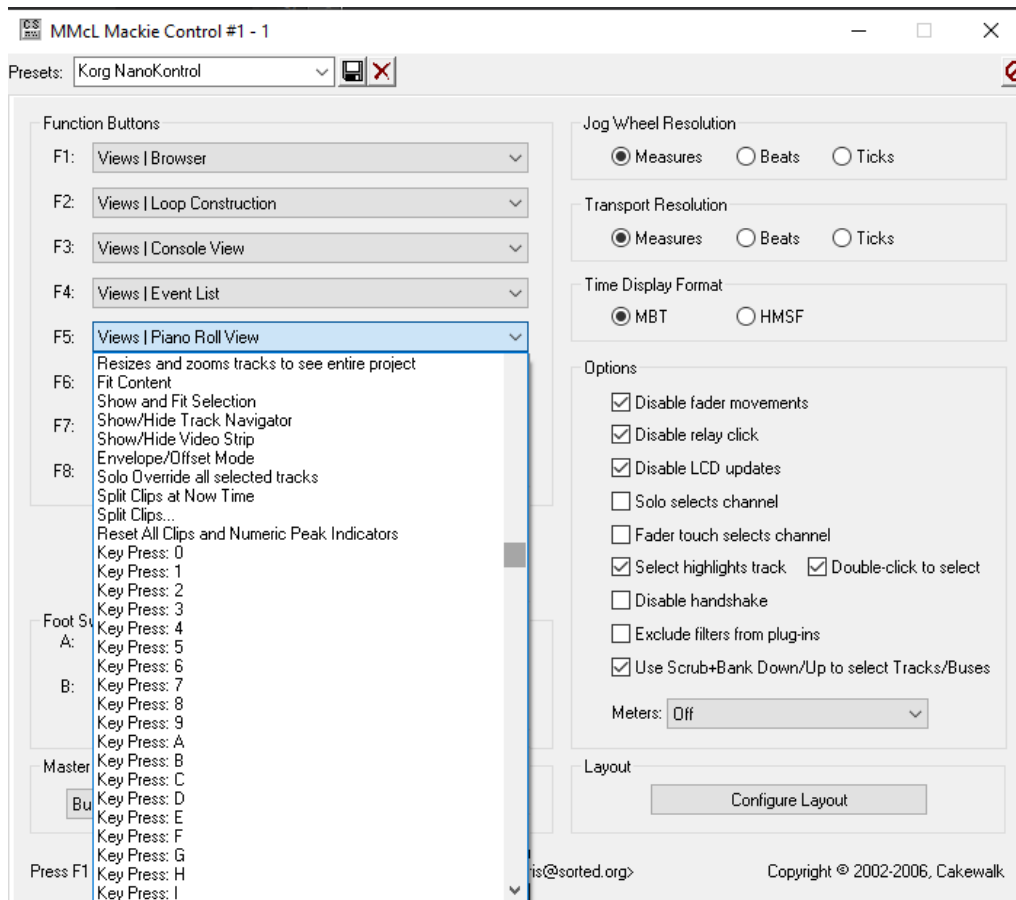 MMcL Mackie Control #1 - 1
Presets: Korg NanoKontrol
Function Buttons
F1: Views | Browser
F2: Views | Loop Construction
F3: Views | Console View
F4: Views | Event List
F5: Views | Piano Roll View
F6:
F7:
F8:
Resizes and zooms tracks to see entire project
Fit Content
Show and Fit Selection
Show/Hide Track Navigator
Show/Hide Video Strip
Envelope/Offset Mode
Solo Override all selected tracks
Split Clips at Now Time
Split Clips...
Reset All Clips and Numeric Peak Indicators
Key Press: 0
Key Press: 1
Key Press: 2
Key Press: 3
Key Press: 4
Key Press: 5
Key Press: 6
Key Press: 7
Key Press: 8
Key Press: 9
Key Press: A
Key Press: B
Key Press: C
Key Press: D
Key Press: E
Key Press: F
Key Press: G
Key Press: H
Key Press: I
Foot Sw
A:
B:
Master
Bu
Press F1
is@sorted.org>
Jog Wheel Resolution
Measures Beats Ticks
Transport Resolution
Measures Beats Ticks
Time Display Format
MBT HMSF
Options
Disable fader movements
Disable relay click
Disable LCD updates
Solo selects channel
Fader touch selects channel
Select highlights track Double-click to select
Disable handshake
Exclude filters from plug-ins
Use Scrub+Bank Down/Up to select Tracks/Buses
Meters: Off
Layout
Configure Layout
Copyright © 2002-2006, Cakewalk